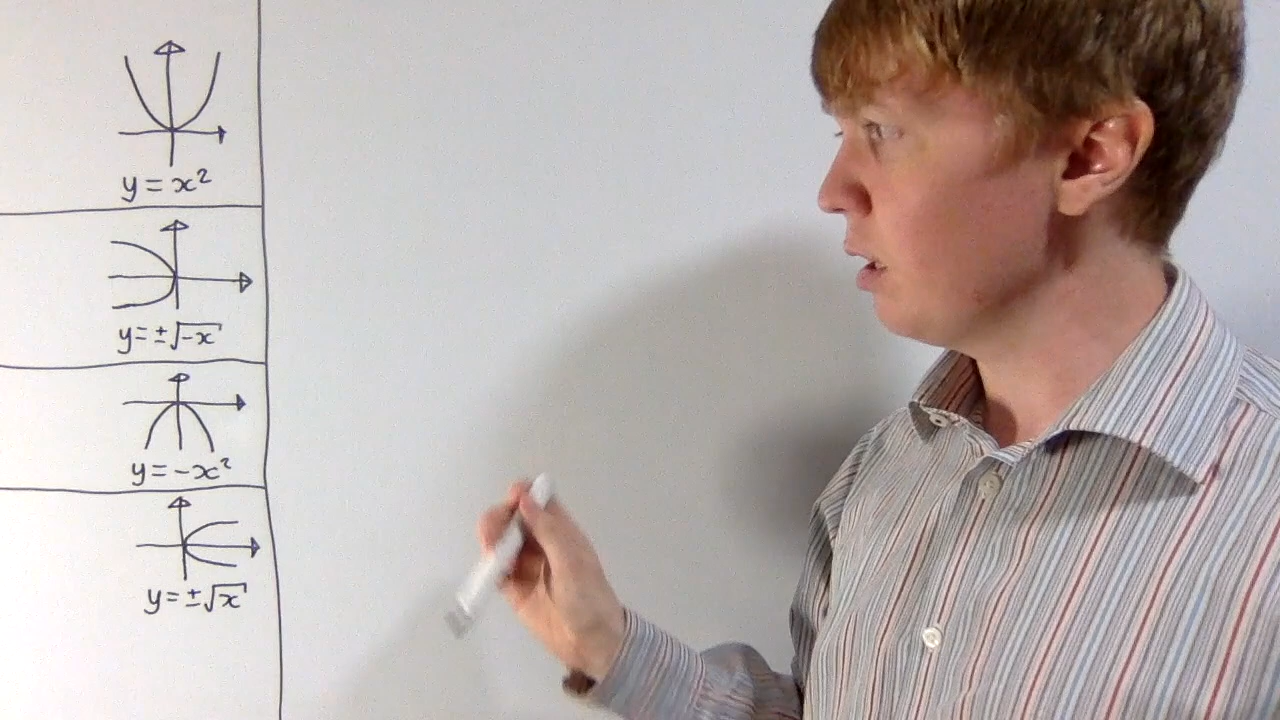 y = x²
y = ±√-x
y = -x²
y = ±√x